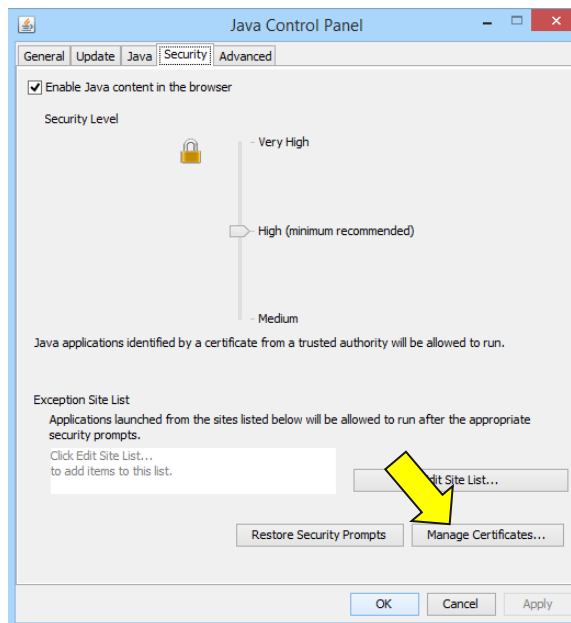 Java Control Panel
General Update Java Security Advanced
Enable Java content in the browser
Security Level
Very High
High (minimum recommended)
Medium
Java applications identified by a certificate from a trusted authority will be allowed to run.
Exception Site List
Applications launched from the sites listed below will be allowed to run after the appropriate
security prompts.
Click Edit Site List...
to add items to this list.
Site List...
Restore Security Prompts Manage Certificates...
OK Cancel Apply